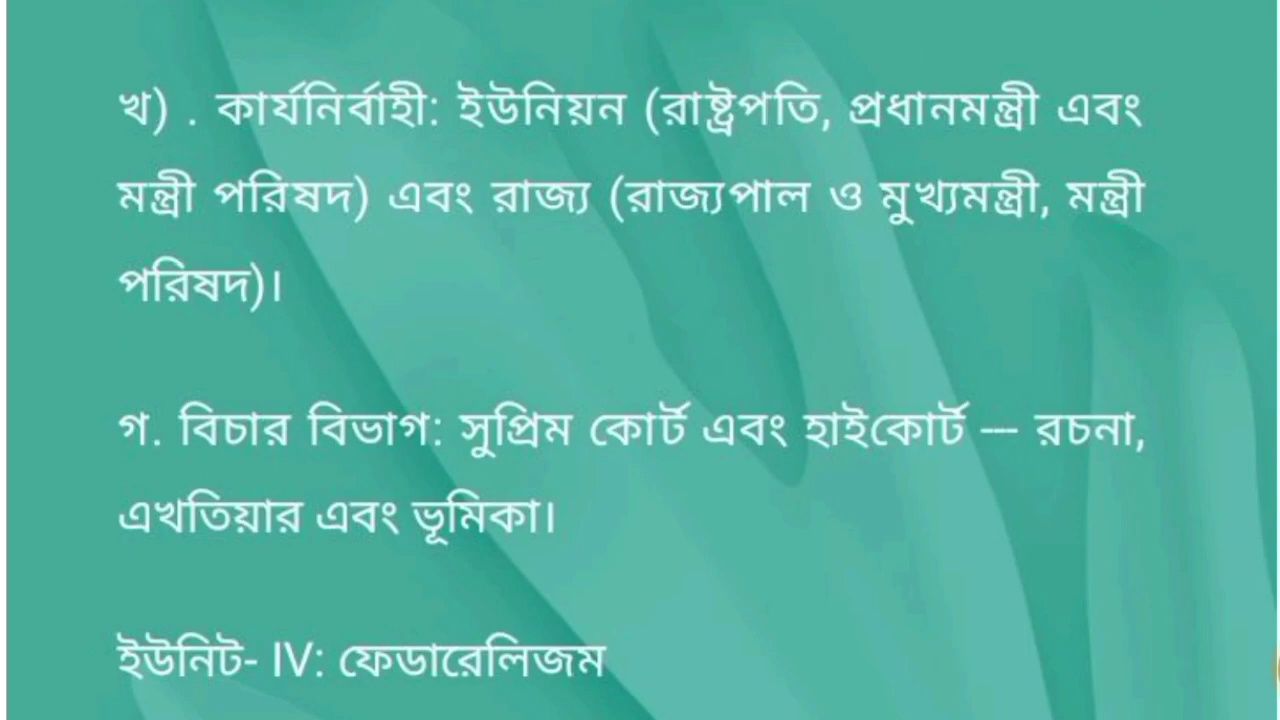 খ) . কার্যনির্বাহী: ইউনিয়ন (রাষ্ট্রপতি, প্রধানমন্ত্রী এবং
মন্ত্রী পরিষদ) এবং রাজ্য (রাজ্যপাল ও মুখ্যমন্ত্রী, মন্ত্রী
পরিষদ)।
গ. বিচার বিভাগ: সুপ্রিম কোর্ট এবং হাইকোর্ট –– রচনা,
এখতিয়ার এবং ভূমিকা।
ইউনিট- IV: ফেডারেলিজম